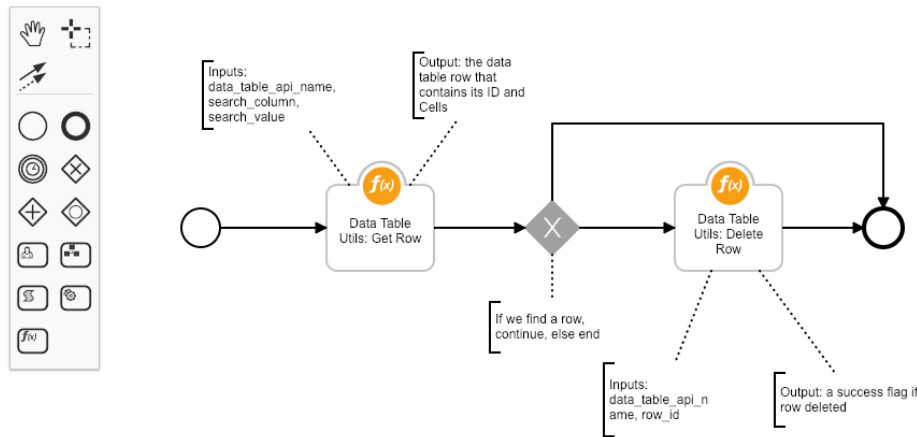 Inputs:
data_table_api_name,
search_column,
search_value
Output: the data
table row that
contains its ID and
Cells
f(x)
Data Table
Utils: Get Row
X
f(x)
Data Table
Utils: Delete
Row
If we find a row,
continue, else end
Inputs:
data_table_api_n
ame, row_id
Output: a success flag if
row deleted
f(x)